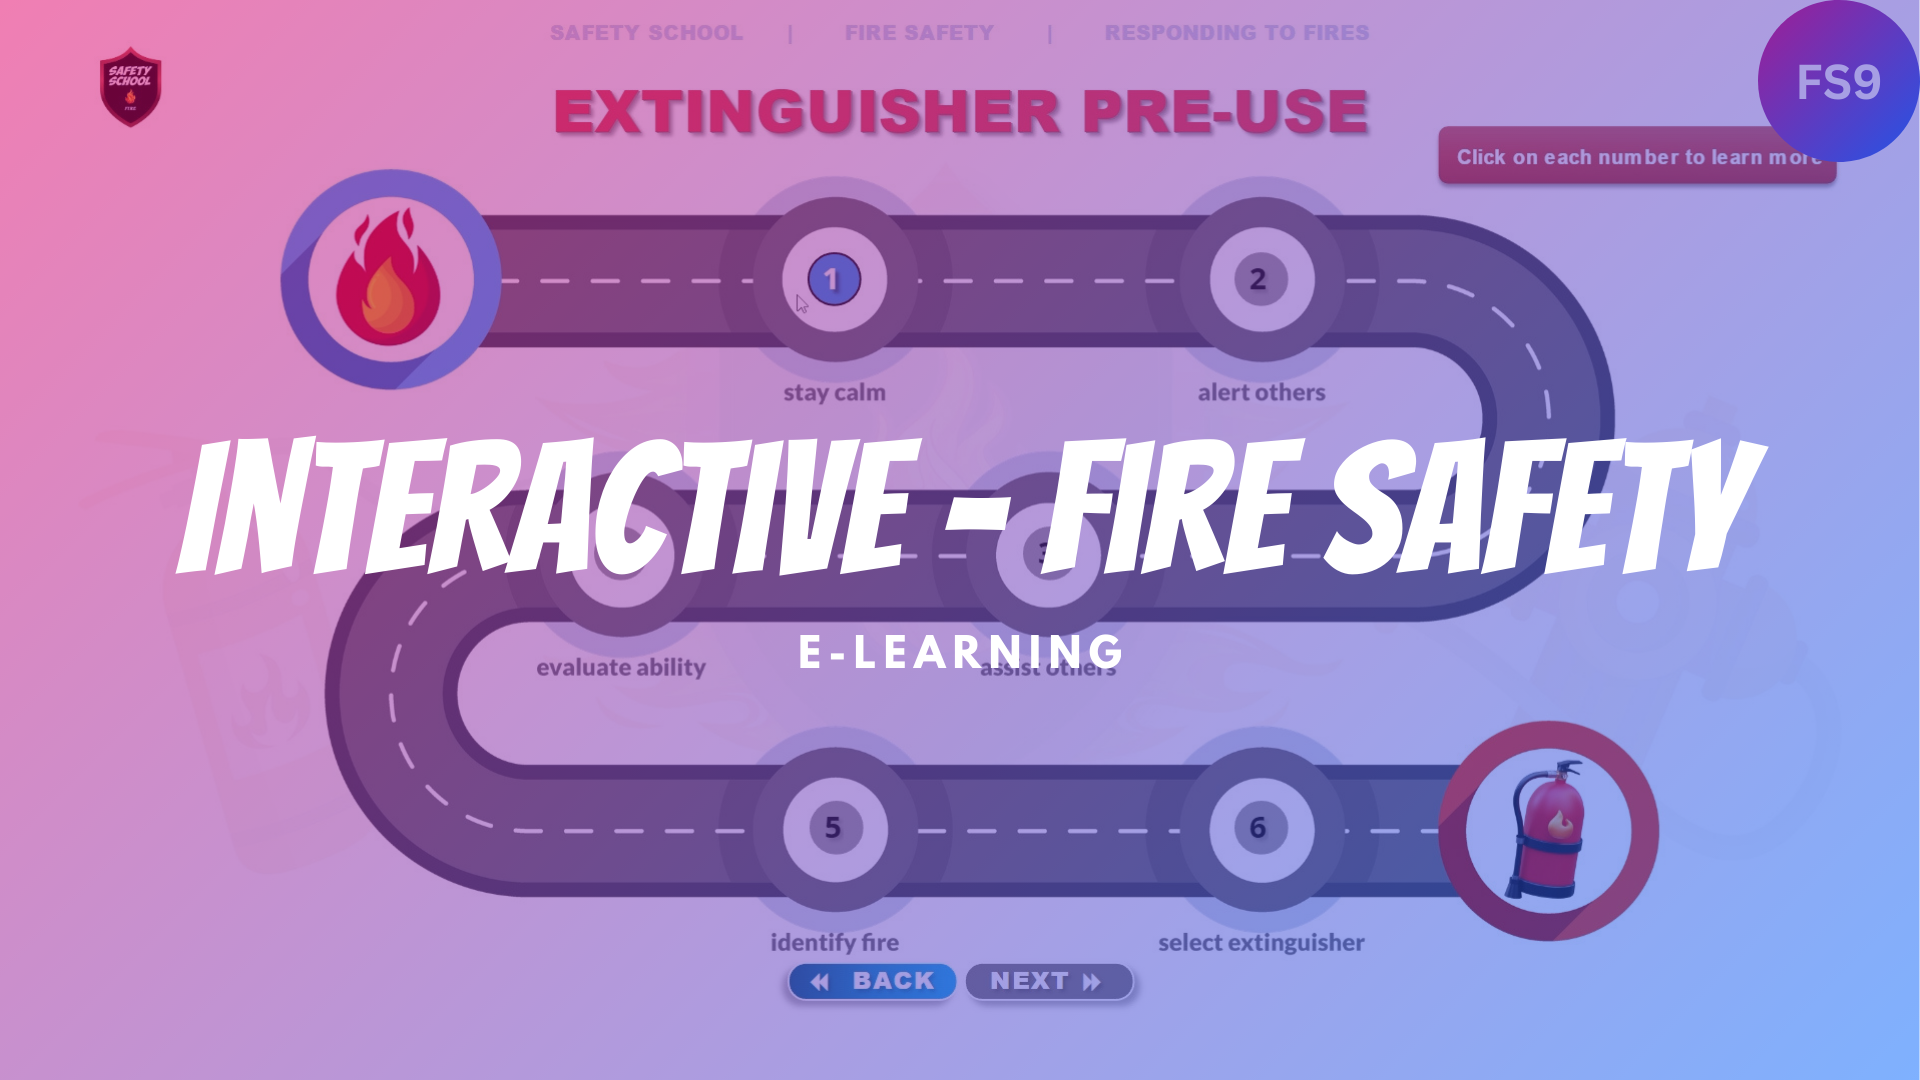 SAFETY SCHOOL | FIRE SAFETY | RESPONDING TO FIRES
FS9
SAFETY
SCHOOL
FIRE
EXTINGUISHER PRE-USE
Click on each number to learn more
1
2
stay calm
alert others
INTERACTIVE - FIRE SAFETY
3
E-LEARNING
evaluate ability
assist others
5
6
identify fire
select extinguisher
BACK
NEXT